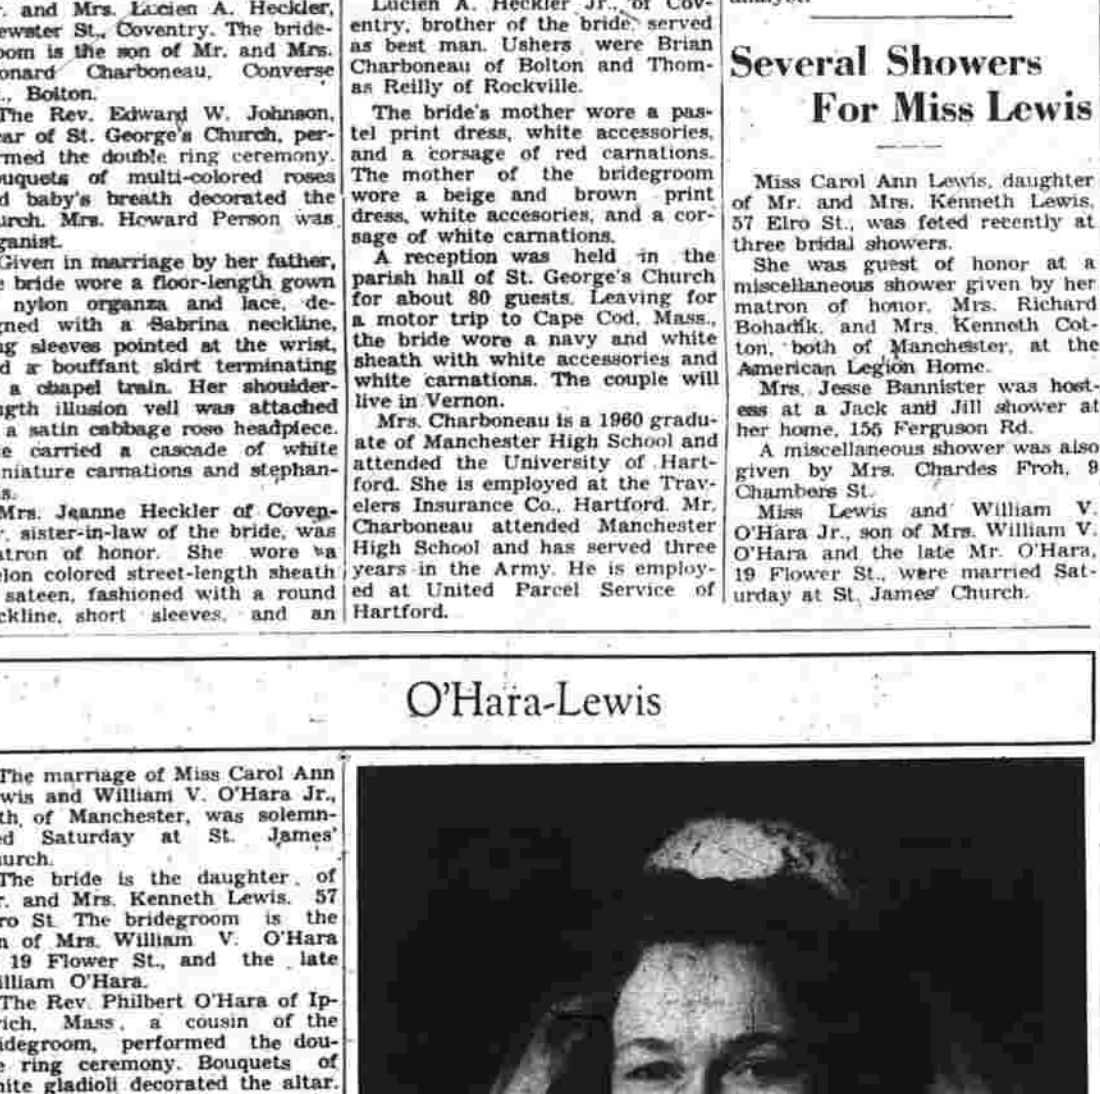 . and Mrs. Lucien A. Heckler,
ewster St., Coventry. The bride-
oom is the son of Mr. and Mrs.
onard Charboneau, Converse
., Bolton.
The Rev. Edward W. Johnson,
ar of St. George's Church, per-
rmed the double ring ceremony.
ouquets of multi-colored roses
d baby's breath decorated the
urch. Mrs. Howard Person was
ganist.
Given in marriage by her father,
e bride wore a floor-length gown
nylon organza and lace, de-
gned with a Sabrina neckline,
ng sleeves pointed at the wrist,
d a bouffant skirt terminating
a chapel train. Her shoulder-
ngth illusion veil was attached
a satin cabbage rose headpiece.
e carried a cascade of white
niature carnations and stephan-
s.
Mrs. Jeanne Heckler of Coven-
. sister-in-law of the bride, was
atron of honor. She wore a
elon colored street-length sheath
sateen, fashioned with a round
ckline, short sleeves, and an
Lucien A. Heckler Jr., of Cov-
entry, brother of the bride, served
as best man. Ushers were Brian
Charboneau of Bolton and Thom-
as Reilly of Rockville.
The bride's mother wore a pas-
tel print dress, white accessories,
and a corsage of red carnations.
The mother of the bridegroom
wore a beige and brown print
dress, white accesories, and a cor-
sage of white carnations.
A reception was held in the
parish hall of St. George's Church
for about 80 guests. Leaving for
a motor trip to Cape Cod, Mass.,
the bride wore a navy and white
sheath with white accessories and
white carnations. The couple will
live in Vernon.
Mrs. Charboneau is a 1960 gradu-
ate of Manchester High School and
attended the University of Hart-
ford. She is employed at the Trav-
elers Insurance Co., Hartford. Mr.
Charboneau attended Manchester
High School and has served three
years in the Army. He is employ-
ed at United Parcel Service of
Hartford.
Several Showers
For Miss Lewis
Miss Carol Ann Lewis, daughter
of Mr. and Mrs. Kenneth Lewis,
57 Elro St., was feted recently at
three bridal showers.
She was guest of honor at a
miscellaneous shower given by her
matron of honor, Mrs. Richard
Bohadik, and Mrs. Kenneth Cot-
ton, both of Manchester, at the
American Legion Home.
Mrs. Jesse Bannister was host-
ess at a Jack and Jill shower at
her home, 155 Ferguson Rd.
A miscellaneous shower was also
given by Mrs. Chardes Froh, 9
Chambers St.
Miss Lewis and William V.
O'Hara Jr., son of Mrs. William V.
O'Hara and the late Mr. O'Hara,
19 Flower St., were married Sat-
urday at St. James' Church.
O'Hara-Lewis
The marriage of Miss Carol Ann
wis and William V. O'Hara Jr.,
th of Manchester, was solemn-
ed Saturday at St. James'
urch.
The bride is the daughter of
r. and Mrs. Kenneth Lewis, 57
ro St. The bridegroom is the
n of Mrs. William V. O'Hara
19 Flower St., and the late
illiam O'Hara.
The Rev. Philbert O'Hara of Ip-
rich, Mass., a cousin of the
idegroom, performed the dou-
e ring ceremony. Bouquets of
hite gladioli decorated the altar.